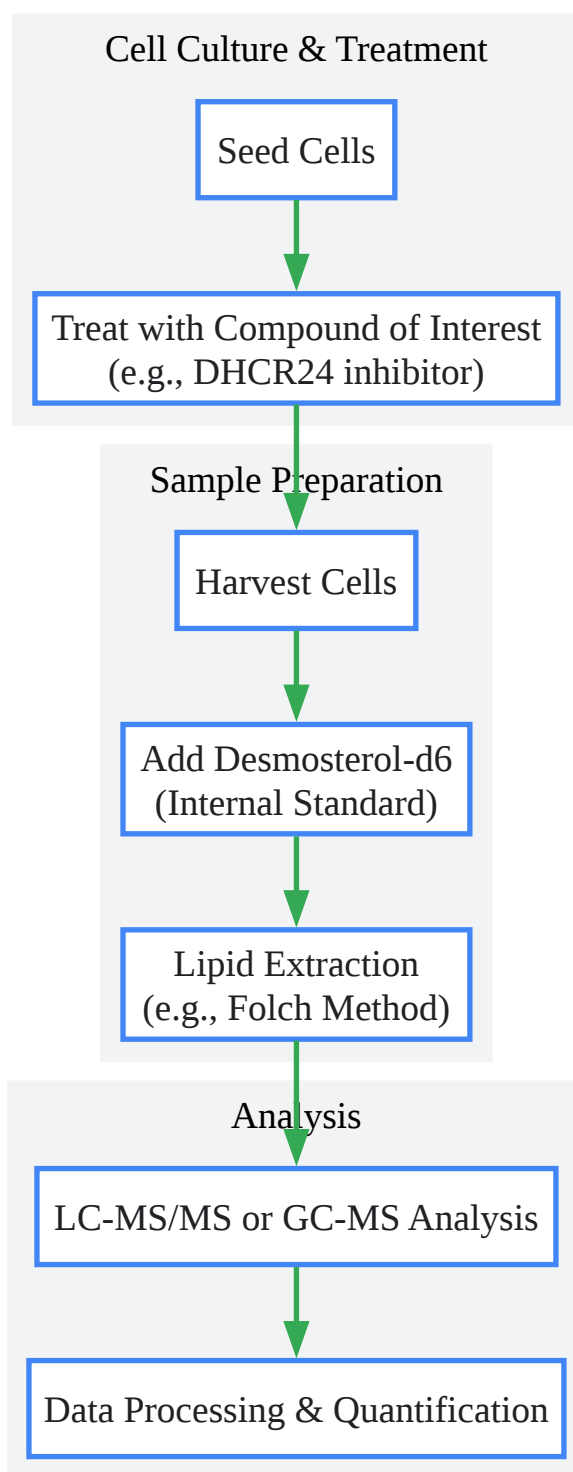 Cell Culture & Treatment
Seed Cells
Treat with Compound of Interest
(e.g., DHCR24 inhibitor)
Sample Preparation
Harvest Cells
Add Desmosterol-d6
(Internal Standard)
Lipid Extraction
(e.g., Folch Method)
Analysis
LC-MS/MS or GC-MS Analysis
Data Processing & Quantification